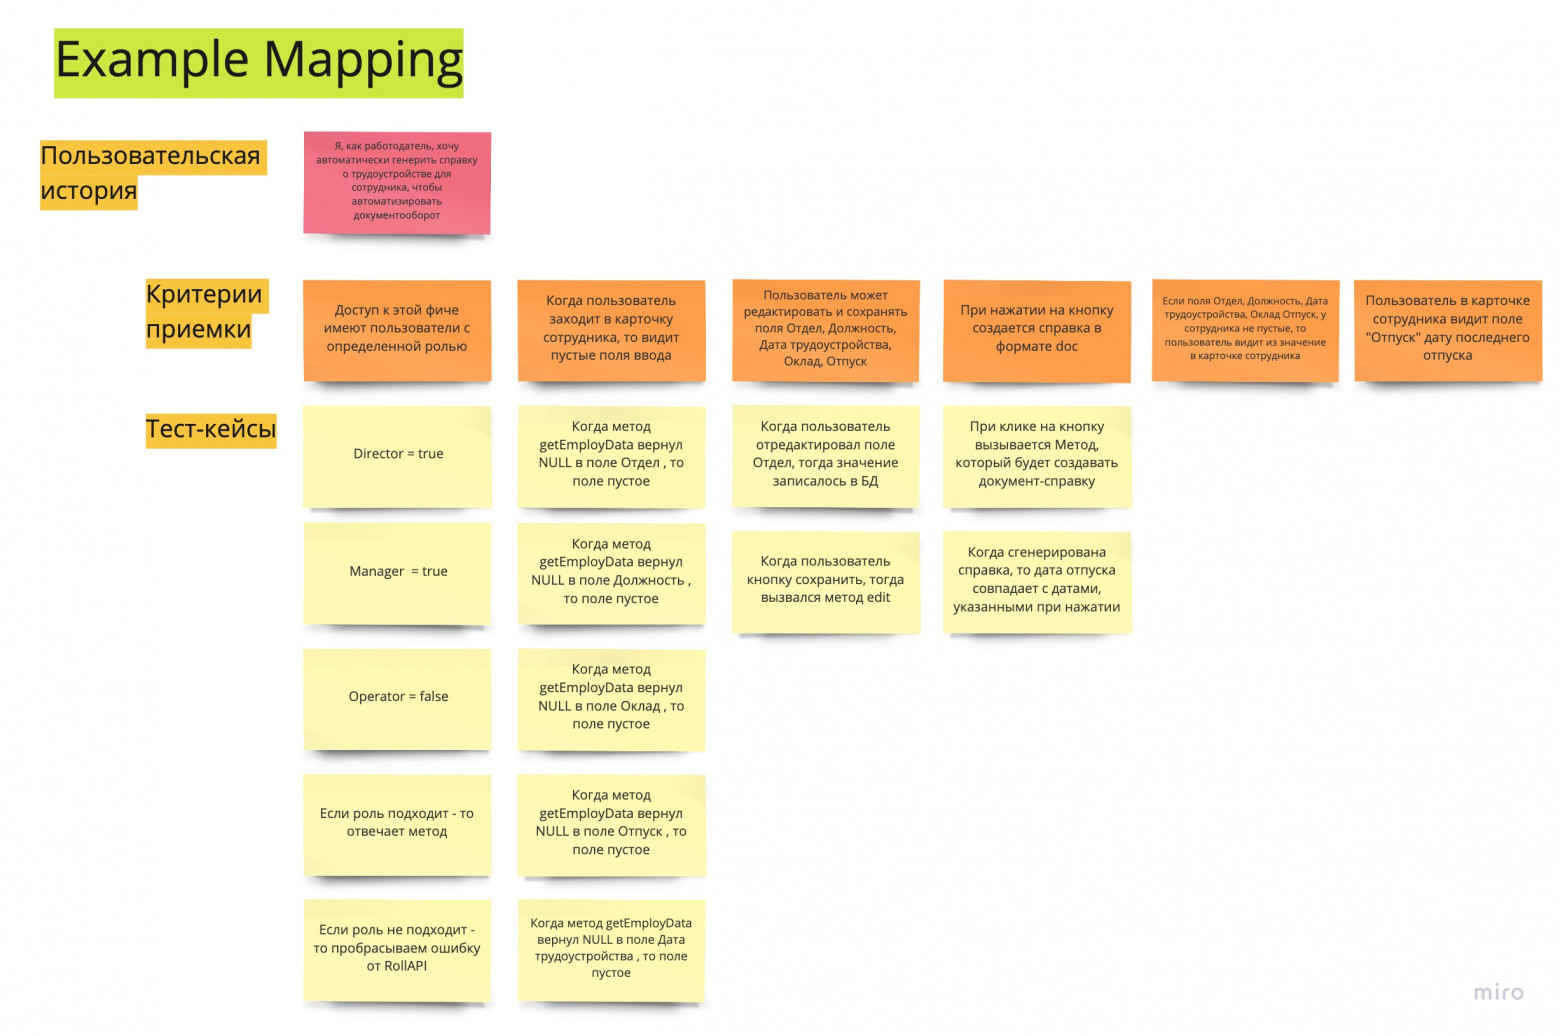 Example Mapping
Пользовательская
история
Я, как работодатель, хочу
автоматически генерить справку
о трудоустройстве для
сотрудника, чтобы
автоматизировать
документооборот
Критерии
приемки
Доступ к этой фиче
имеют пользователи с
определенной ролью
Когда пользователь
заходит в карточку
сотрудника, то видит
пустые поля ввода
Пользователь может
редактировать и сохранять
поля Отдел, Должность,
Дата трудоустройства,
Оклад, Отпуск
При нажатии на кнопку
создается справка в
формате doc
Если поля Отдел, Должность, Дата
трудоустройства, Оклад Отпуск, у
сотрудника не пустые, то
пользователь видит из значение
в карточке сотрудника
Пользователь в карточке
сотрудника видит поле
"Отпуск" дату последнего
отпуска
Тест-кейсы
Director = true
Когда метод
getEmployData вернул
NULL в поле Отдел , то
поле пустое
Когда пользователь
отредактировал поле
Отдел, тогда значение
записалось в БД
При клике на кнопку
вызывается Метод,
который будет создавать
документ-справку
Manager  = true
Когда метод
getEmployData вернул
NULL в поле Должность ,
то поле пустое
Когда пользователь
кнопку сохранить, тогда
вызвался метод edit
Когда сгенерирована
справка, то дата отпуска
совпадает с датами,
указанными при нажатии
Operator = false
Когда метод
getEmployData вернул
NULL в поле Оклад , то
поле пустое
Если роль подходит - то
отвечает метод
Когда метод
getEmployData вернул
NULL в поле Отпуск , то
поле пустое
Если роль не подходит -
то пробрасываем ошибку
от RollAPI
Когда метод getEmployData
вернул NULL в поле Дата
трудоустройства , то поле
пустое
miro